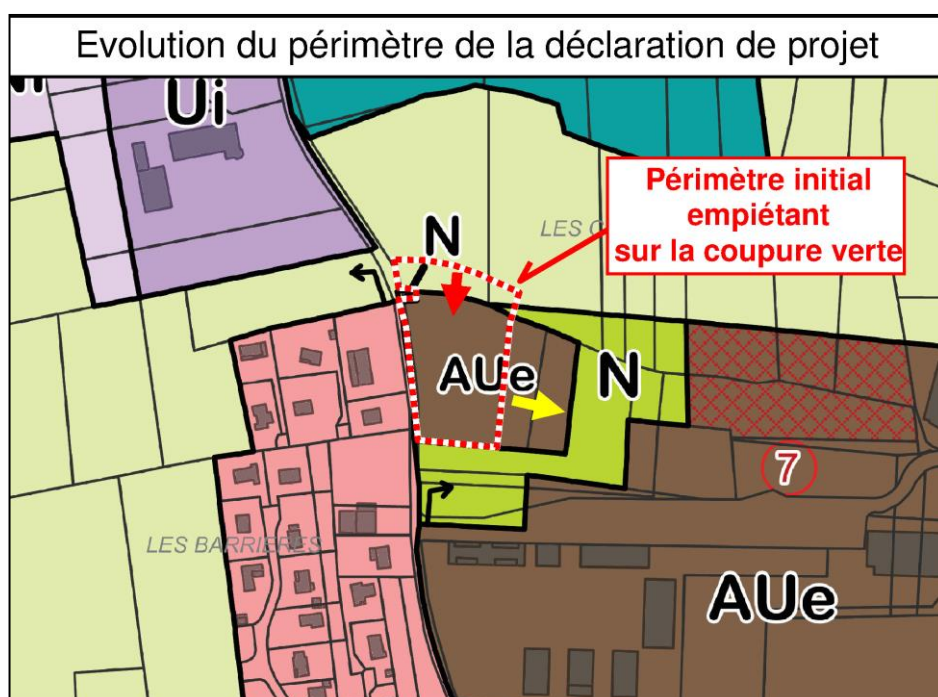 Evolution du périmètre de la déclaration de projet
Ui
Périmètre initial
empiétant
sur la coupure verte
N
LES C
AUe
N
7
LES BARRIERES
AUe